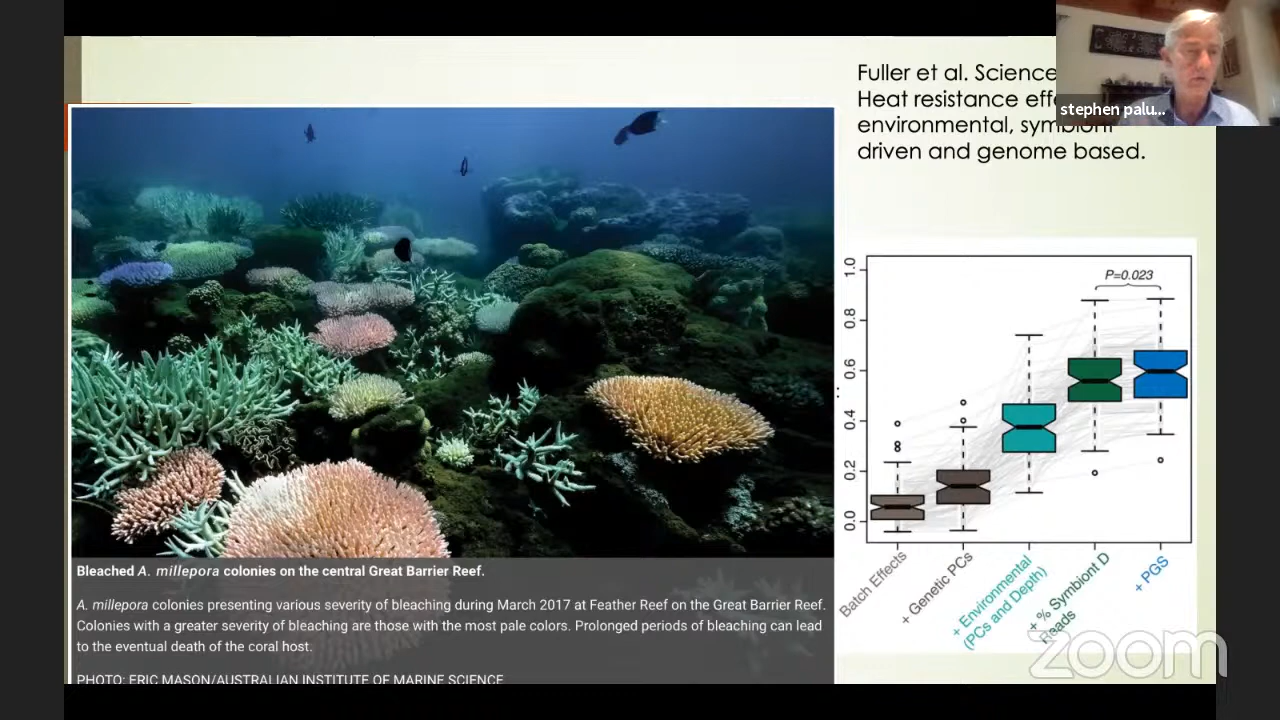 Fuller et al. Science
Heat resistance effe
environmental, symbiont
driven and genome based.
stephen palu...
Bleached A. millepora colonies on the central Great Barrier Reef.
A. millepora colonies presenting various severity of bleaching during March 2017 at Feather Reef on the Great Barrier Reef.
Colonies with a greater severity of bleaching are those with the most pale colors. Prolonged periods of bleaching can lead
to the eventual death of the coral host.
PHOTO: ERIC MASON/AUSTRALIAN INSTITUTE OF MARINE SCIENCE
P=0.023
1.0
0.8
0.6
0.4
0.2
0.0
Batch Effects
+ Genetic PCs
+ Environmental
(PCs and Depth)
+ % Symbiont D
Reads
+ PGS
zoom